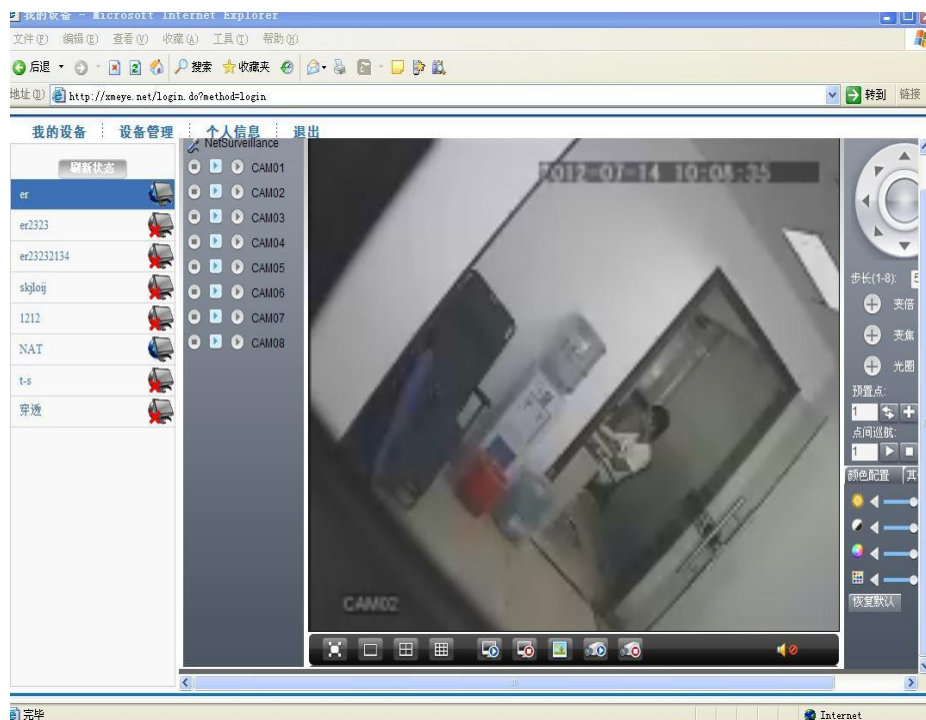 我的设备 - Microsoft Internet Explorer
文件(F) 编辑(E) 查看(V) 收藏(A) 工具(T) 帮助(H)
后退 搜索 收藏夹
地址(D) http://xmeye.net/login.do?method=login 转到 链接
我的设备 设备管理 个人信息 退出
刷新状态
er
er2323
er23232134
skjloij
1212
NAT
t-s
穿透
NetSurveillance
CAM01
CAM02
CAM03
CAM04
CAM05
CAM06
CAM07
CAM08
2012-07-14 10:08:35
CAM02
步长(1-8): 5
变倍
变焦
光圈
预置点:
1
点间巡航:
1
颜色配置 其
恢复默认
完毕 Internet